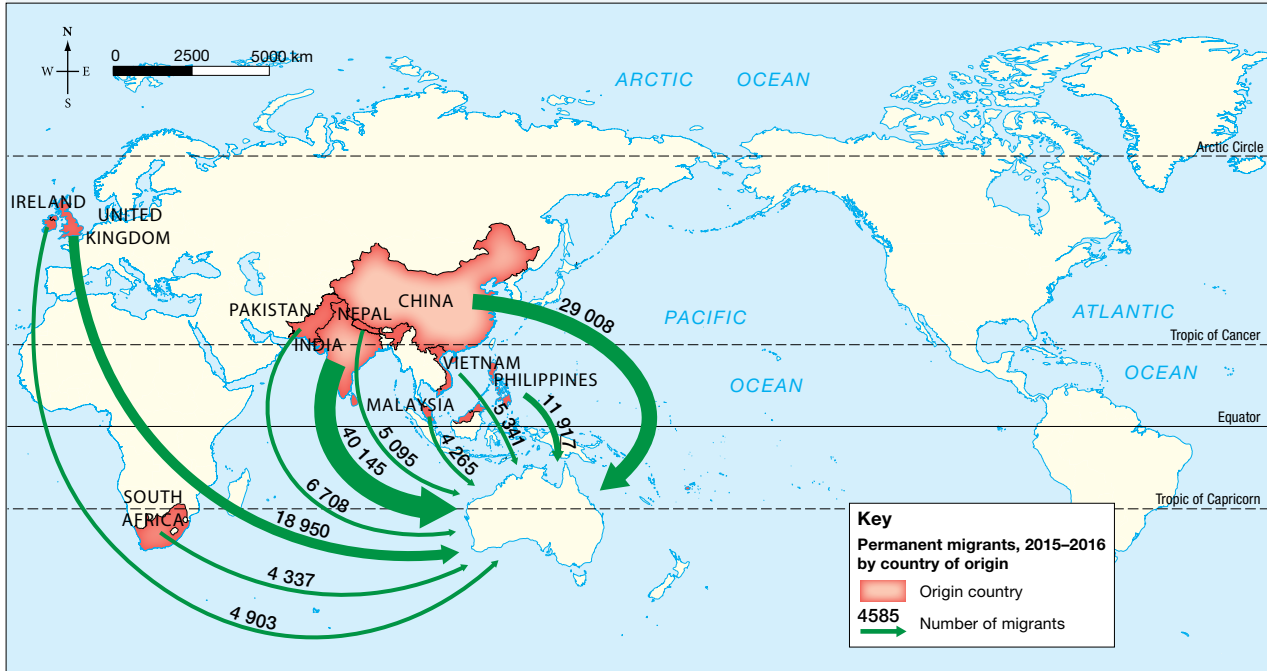 N
W E
S
0 2500 5000 km
ARCTIC OCEAN
Arctic Circle
IRELAND
UNITED
KINGDOM
CHINA
PAKISTAN
NEPAL
INDIA
29 008
PACIFIC
OCEAN
ATLANTIC
OCEAN
Tropic of Cancer
VIETNAM
PHILIPPINES
MALAYSIA
11 917
5 341
4 265
5 095
40 145
6 708
18 950
Equator
SOUTH
AFRICA
4 337
4 903
Tropic of Capricorn
Key
Permanent migrants, 2015–2016
by country of origin
Origin country
4585
Number of migrants